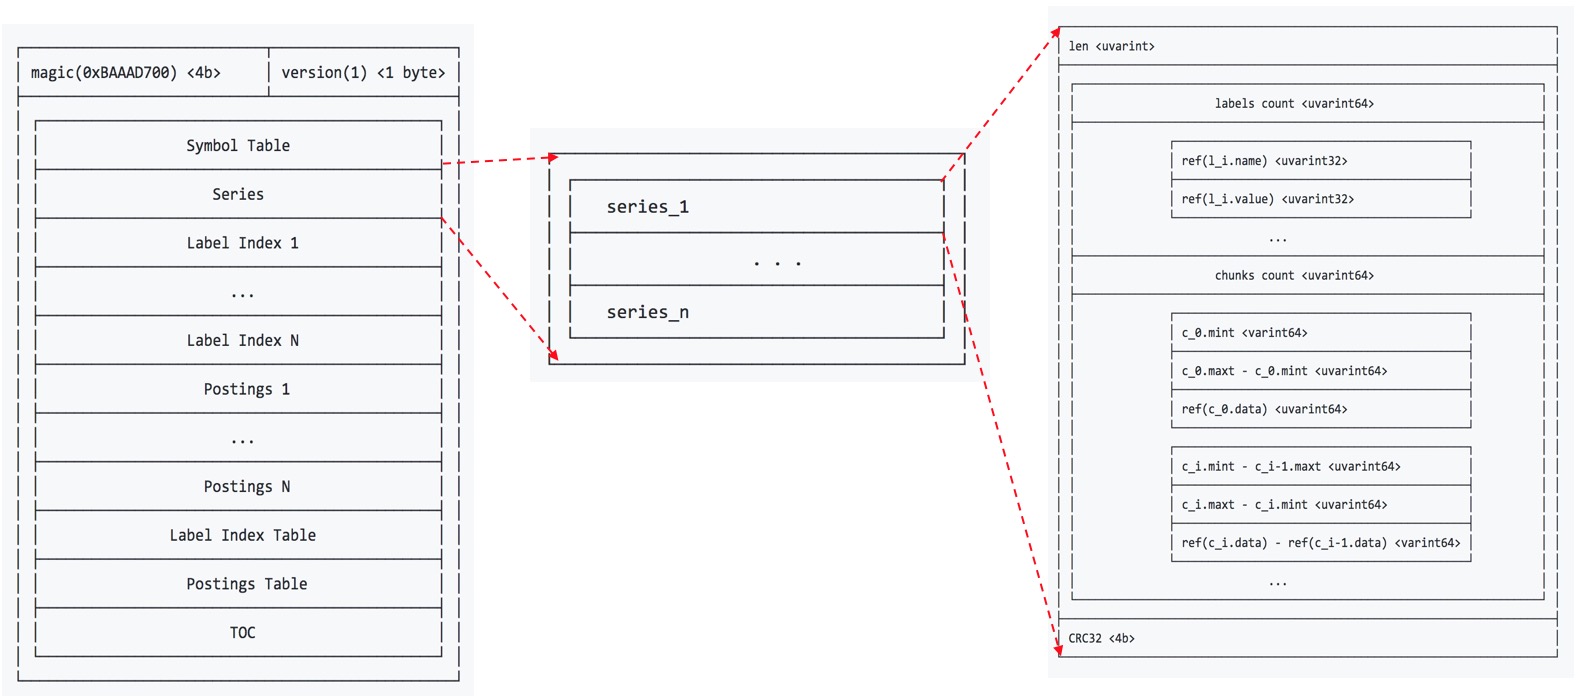 magic(0xBAAAD700) <4b>
version(1) <1 byte>
Symbol Table
Series
Label Index 1
...
Label Index N
Postings 1
...
Postings N
Label Index Table
Postings Table
TOC
series_1
. . .
series_n
len <uvarint>
labels count <uvarint64>
ref(l_i.name) <uvarint32>
ref(l_i.value) <uvarint32>
...
chunks count <uvarint64>
c_0.mint <varint64>
c_0.maxt - c_0.mint <uvarint64>
ref(c_0.data) <uvarint64>
c_i.mint - c_i-1.maxt <uvarint64>
c_i.maxt - c_i.mint <uvarint64>
ref(c_i.data) - ref(c_i-1.data) <varint64>
...
CRC32 <4b>